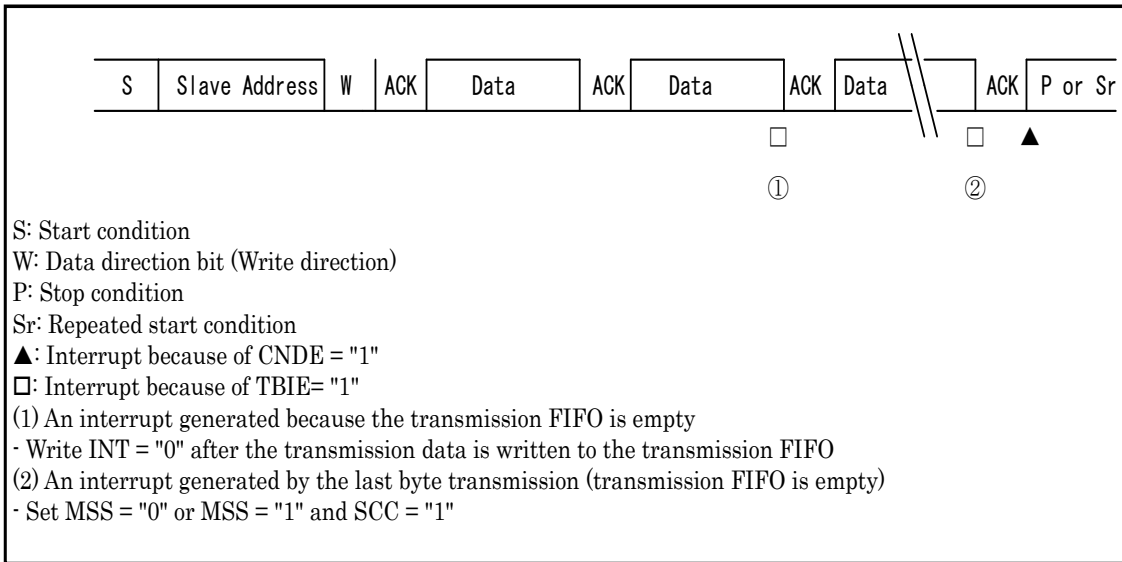 S Slave Address W ACK Data ACK Data ACK Data ACK P or Sr
□ □ ▲
① ②
S: Start condition
W: Data direction bit (Write direction)
P: Stop condition
Sr: Repeated start condition
▲: Interrupt because of CNDE = "1"
□: Interrupt because of TBIE= "1"
(1) An interrupt generated because the transmission FIFO is empty
- Write INT = "0" after the transmission data is written to the transmission FIFO
(2) An interrupt generated by the last byte transmission (transmission FIFO is empty)
- Set MSS = "0" or MSS = "1" and SCC = "1"